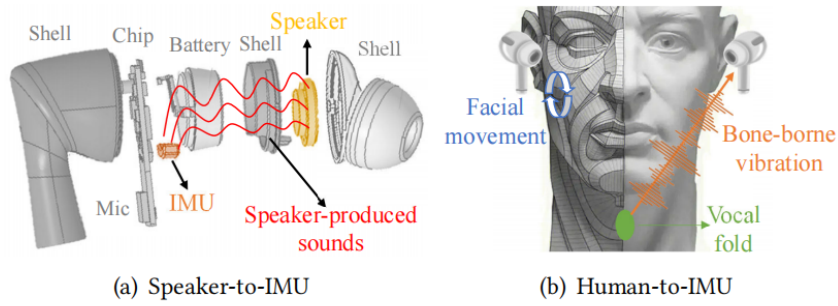 Speaker
Shell
Chip
Battery
Shell
Shell
Mic
IMU
Speaker-produced
sounds
(a) Speaker-to-IMU
Facial
movement
Bone-borne
vibration
Vocal
fold
(b) Human-to-IMU